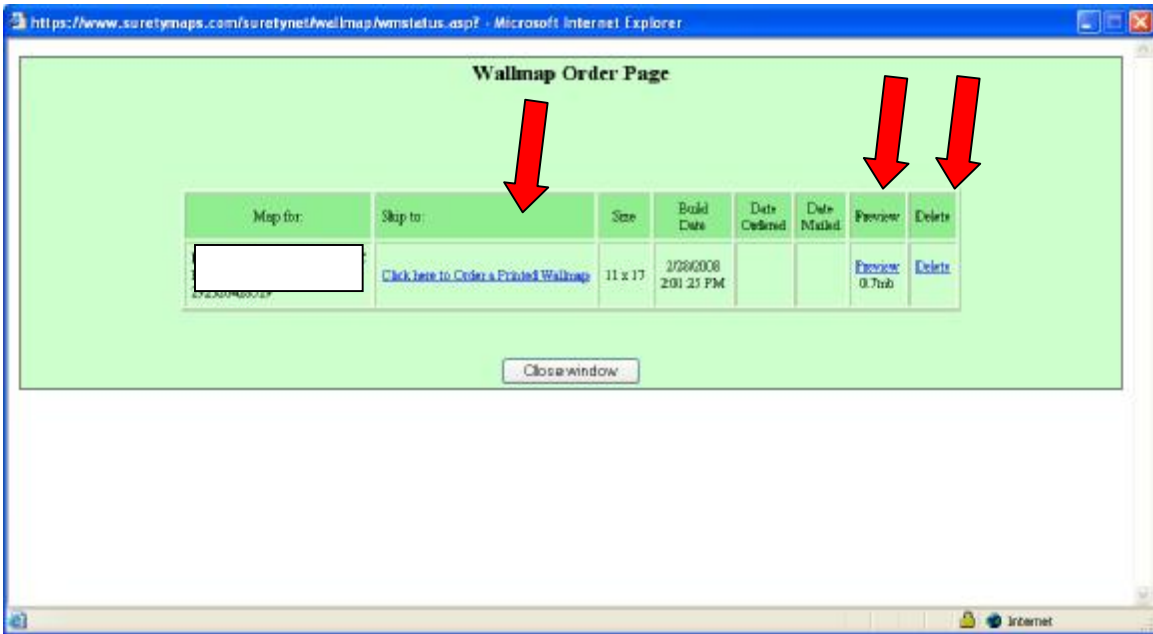 https://www.suretymaps.com/suretynet/wallmap/wmstatus.asp? - Microsoft Internet Explorer
Wallmap Order Page
Map for:
Ship to:
Size
Build
Date
Date
Ordered
Date
Mailed
Preview
Delete
Click here to Order a Printed Wallmap
11 x 17
2/28/2008
2:01:25 PM
Preview
0.7mb
Delete
Close window
Internet